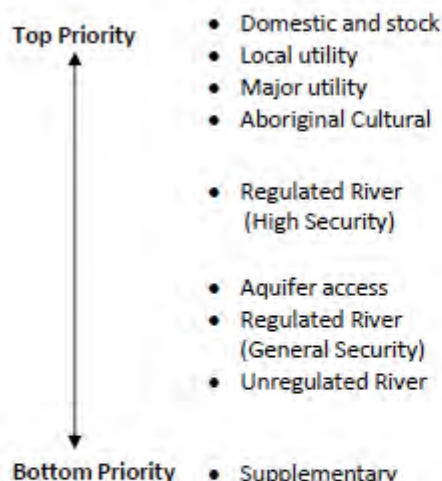 Top Priority
• Domestic and stock
• Local utility
• Major utility
• Aboriginal Cultural
• Regulated River
(High Security)
• Aquifer access
• Regulated River
(General Security)
• Unregulated River
Bottom Priority
• Supplementary